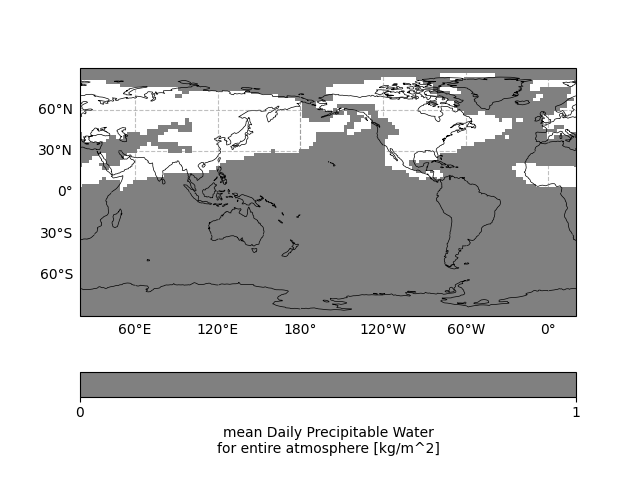 60°N
30°N
0°
30°S
60°S
60°E 120°E 180° 120°W 60°W 0°
0 1
mean Daily Precipitable Water
for entire atmosphere [kg/m^2]